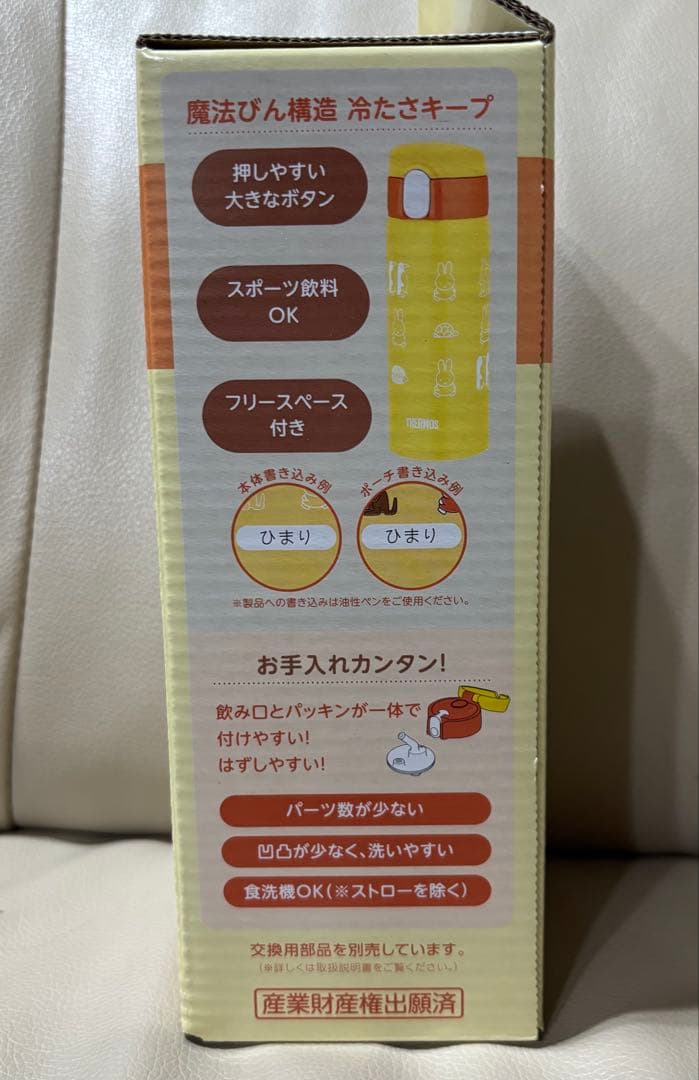 魔法びん構造 冷たさキープ
押しやすい
大きなボタン
スポーツ飲料
OK
フリースペース
付き
THERMOS
本体書き込み例
ポーチ書き込み例
ひまり
ひまり
※製品への書き込みは油性ペンをご使用ください。
お手入れカンタン!
飲み口とパッキンが一体で
付けやすい!
はずしやすい!
パーツ数が少ない
凹凸が少なく、洗いやすい
食洗機OK(※ストローを除く)
交換用部品を別売しています。
(※詳しくは取扱説明書をご覧ください。)
産業財産権出願済